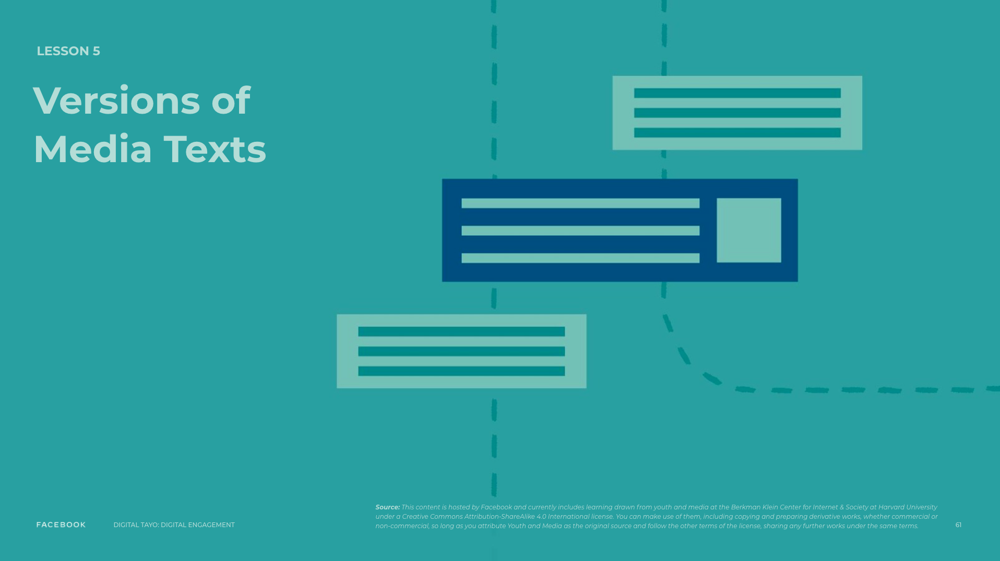 LESSON 5
Versions of
Media Texts
Source: This content is hosted by Facebook and currently includes learning drawn from youth and media at the Berkman Klein Center for Internet & Society at Harvard University
under a Creative Commons Attribution-ShareAlike 4.0 International license. You can make use of them, including copying and preparing derivative works, whether commercial or
non-commercial, so long as you attribute Youth and Media as the original source and follow the other terms of the license, sharing any further works under the same terms.
FACEBOOK
DIGITAL TAYO: DIGITAL ENGAGEMENT
61